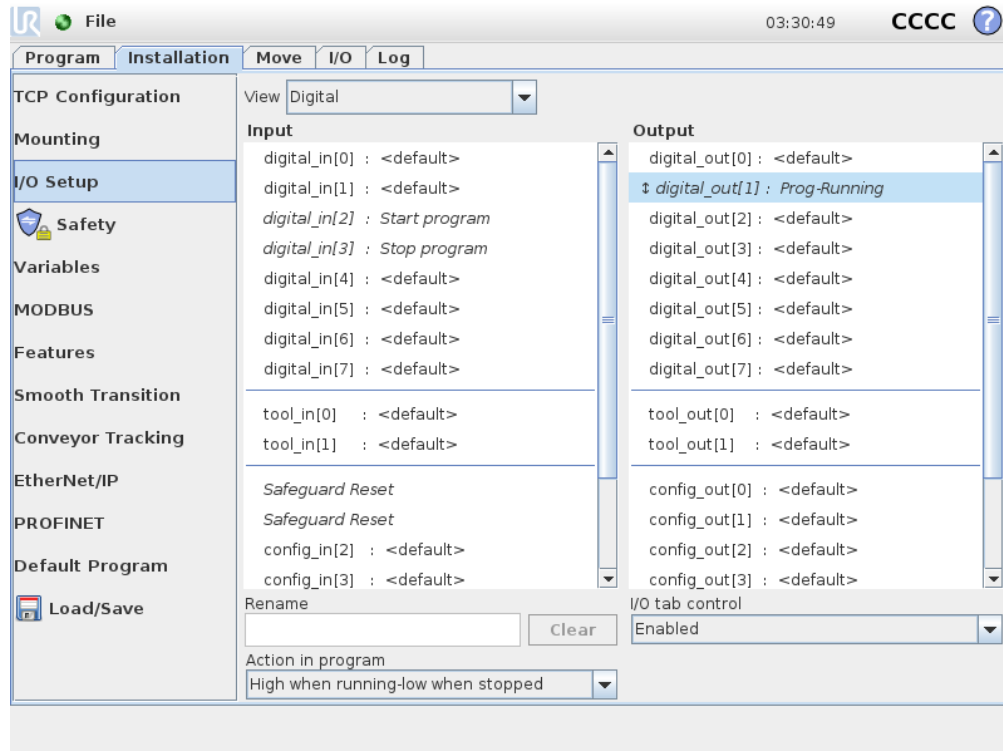 UR File 03:30:49 CCCC ?
Program Installation Move I/O Log
TCP Configuration
Mounting
I/O Setup
Safety
Variables
MODBUS
Features
Smooth Transition
Conveyor Tracking
EtherNet/IP
PROFINET
Default Program
Load/Save
View Digital
Input
digital_in[0] : <default>
digital_in[1] : <default>
digital_in[2] : Start program
digital_in[3] : Stop program
digital_in[4] : <default>
digital_in[5] : <default>
digital_in[6] : <default>
digital_in[7] : <default>
tool_in[0] : <default>
tool_in[1] : <default>
Safeguard Reset
Safeguard Reset
config_in[2] : <default>
config_in[3] : <default>
Rename
Clear
Action in program
High when running-low when stopped
Output
digital_out[0] : <default>
↕ digital_out[1] : Prog-Running
digital_out[2] : <default>
digital_out[3] : <default>
digital_out[4] : <default>
digital_out[5] : <default>
digital_out[6] : <default>
digital_out[7] : <default>
tool_out[0] : <default>
tool_out[1] : <default>
config_out[0] : <default>
config_out[1] : <default>
config_out[2] : <default>
config_out[3] : <default>
I/O tab control
Enabled